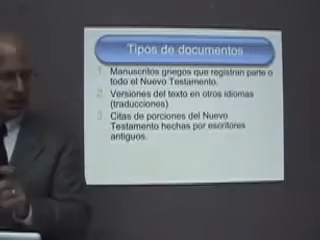 Tipos de documentos
1. Manuscritos griegos que registran parte o
todo el Nuevo Testamento.
2. Versiones del texto en otros idiomas
(traducciones)
3. Citas de porciones del Nuevo
Testamento hechas por escritores
antiguos.